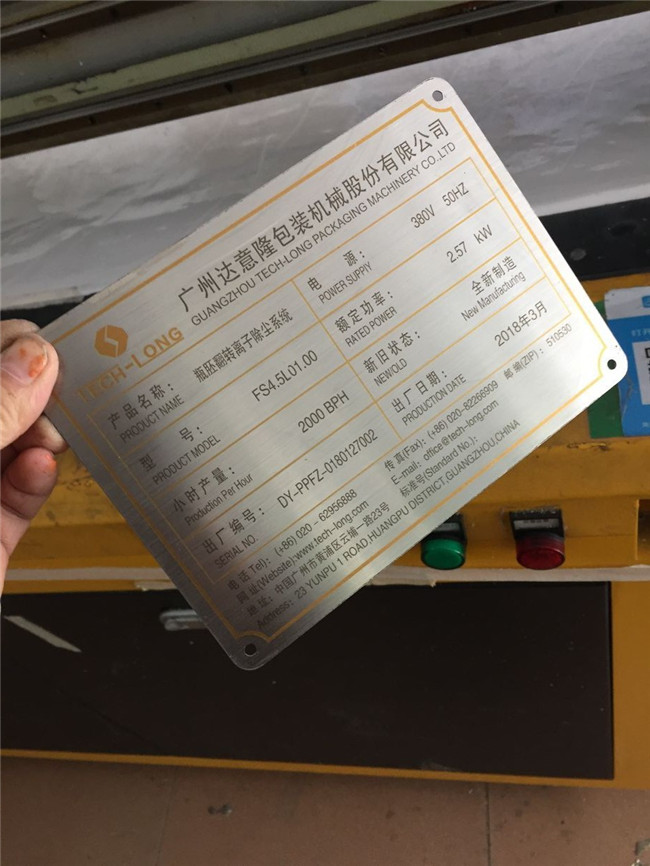 TECH-LONG
广州达意隆包装机械股份有限公司
GUANGZHOU TECH-LONG PACKAGING MACHINERY CO.,LTD
产品名称： 瓶胚翻转离子除尘系统
PRODUCT NAME
电 源： 380V 50HZ
POWER SUPPLY
型 号： FS4.5L01.00
PRODUCT MODEL
额定功率： 2.57 kW
RATED POWER
小时产量： 2000 BPH
Production Per Hour
新旧状态： 全新制造
NEW/OLD New Manufacturing
出厂编号： DY-PPFZ-0180127002
SERIAL NO.
出厂日期： 2018年3月
PRODUCTION DATE
电话Tel)：(+86) 020－62956888
传真(Fax)：(+86) 020-82266909 邮编(ZIP)：510530
网址(Website):www.tech-long.com
E-mail：office@tech-long.com
地址：中国广州市黄浦区云埔一路23号
标准号(Standard No.)：
Address：23 YUNPU 1 ROAD,HUANGPU DISTRICT,GUANGZHOU,CHINA